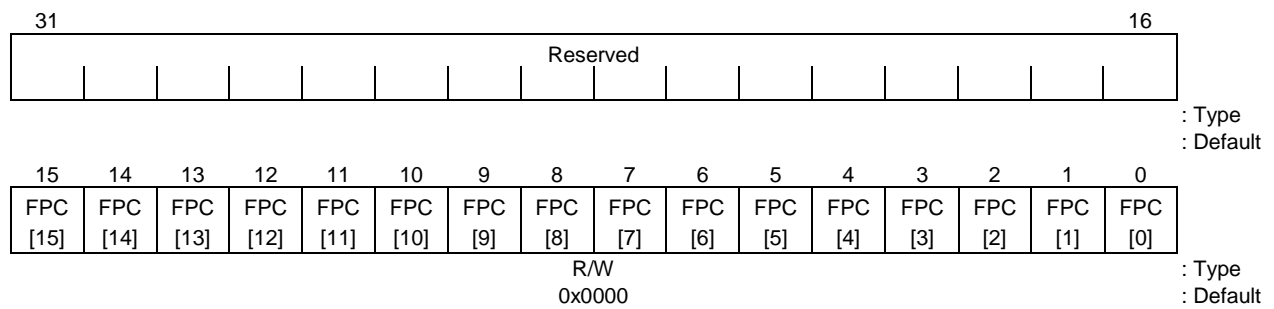 31 16
Reserved
: Type
: Default
15 14 13 12 11 10 9 8 7 6 5 4 3 2 1 0
FPC FPC FPC FPC FPC FPC FPC FPC FPC FPC FPC FPC FPC FPC FPC FPC
[15] [14] [13] [12] [11] [10] [9] [8] [7] [6] [5] [4] [3] [2] [1] [0]
R/W : Type
0x0000 : Default